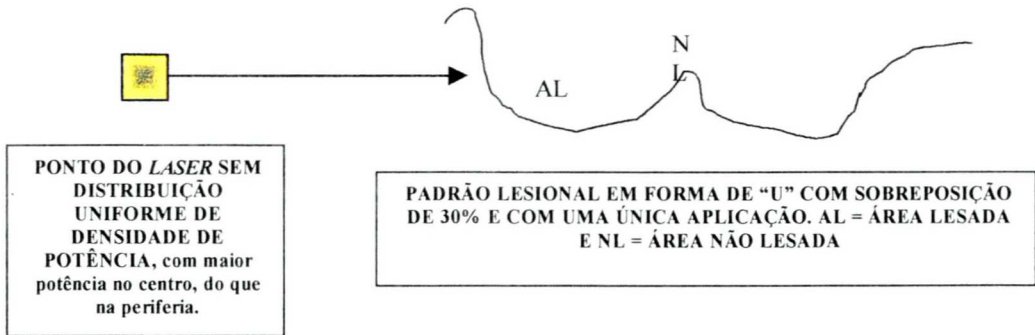 N
L
AL
PONTO DO LASER SEM
DISTRIBUIÇÃO
UNIFORME DE
DENSIDADE DE
POTÊNCIA, com maior
potência no centro, do que
na periferia.
PADRÃO LESIONAL EM FORMA DE “U” COM SOBREPOSIÇÃO
DE 30% E COM UMA ÚNICA APLICAÇÃO. AL = ÁREA LESADA
E NL = ÁREA NÃO LESADA